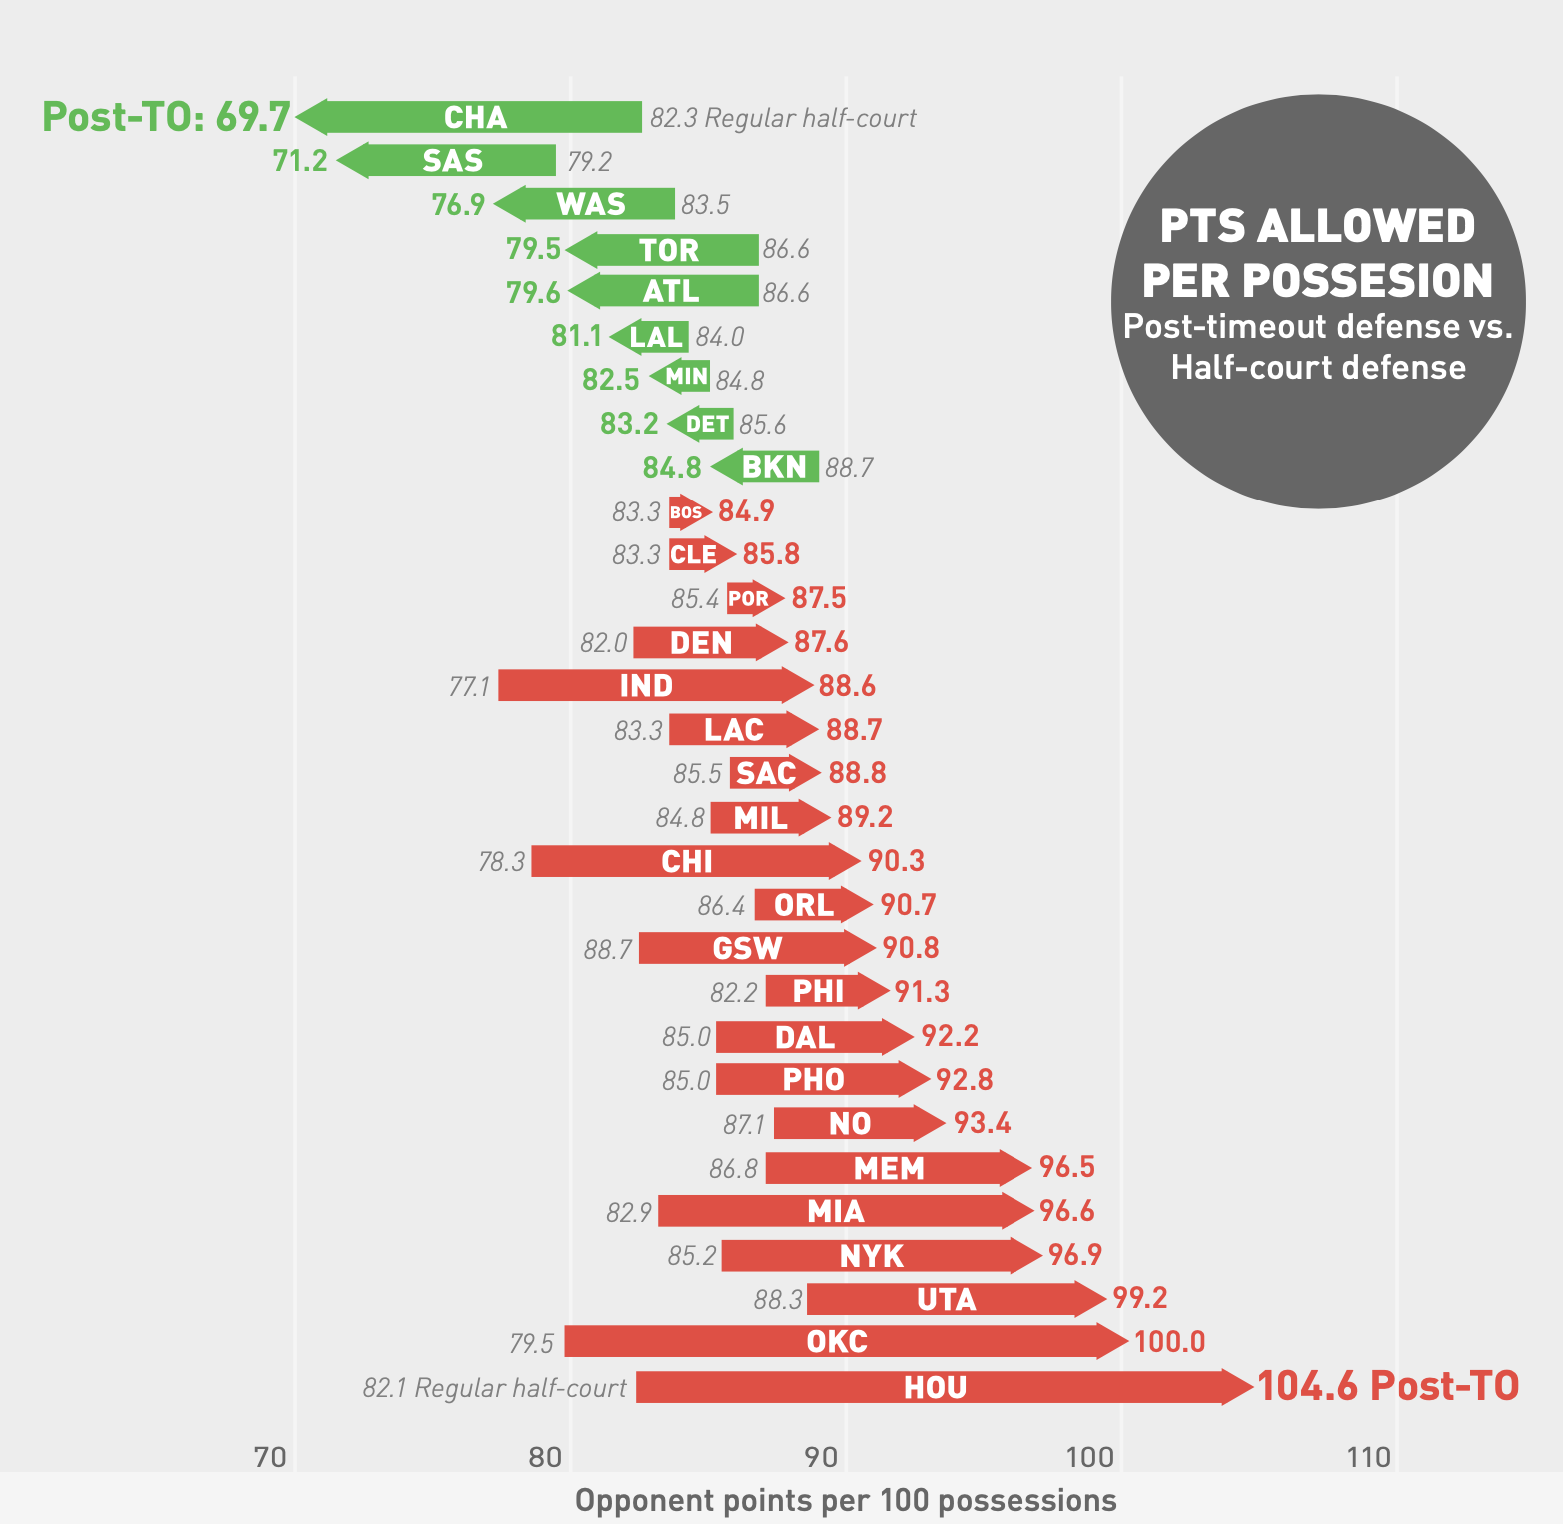 Post-TO: 69.7 CHA 82.3 Regular half-court
71.2 SAS 79.2
76.9 WAS 83.5
79.5 TOR 86.6
79.6 ATL 86.6
81.1 LAL 84.0
82.5 MIN 84.8
83.2 DET 85.6
84.8 BKN 88.7
PTS ALLOWED
PER POSSESION
Post-timeout defense vs.
Half-court defense
83.3 BOS 84.9
83.3 CLE 85.8
85.4 POR 87.5
82.0 DEN 87.6
77.1 IND 88.6
83.3 LAC 88.7
85.5 SAC 88.8
84.8 MIL 89.2
78.3 CHI 90.3
86.4 ORL 90.7
88.7 GSW 90.8
82.2 PHI 91.3
85.0 DAL 92.2
85.0 PHO 92.8
87.1 NO 93.4
86.8 MEM 96.5
82.9 MIA 96.6
85.2 NYK 96.9
88.3 UTA 99.2
79.5 OKC 100.0
82.1 Regular half-court HOU 104.6 Post-TO
70 80 90 100 110
Opponent points per 100 possessions